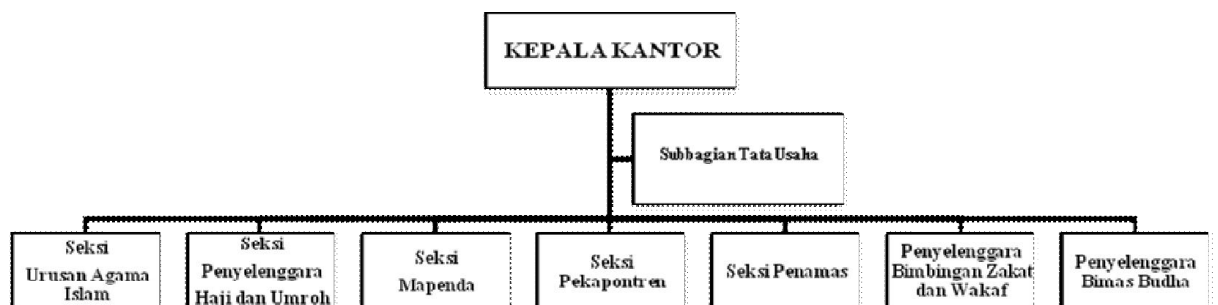 KEPALA KANTOR
Subbagian Tata Usaha
Seksi
Urusan Agama
Islam
Seksi
Penyelenggara
Haji dan Umroh
Seksi
Mapenda
Seksi
Pekapontren
Seksi Penamas
Penyelenggara
Bimbingan Zakat
dan Wakaf
Penyelenggara
Bimas Budha